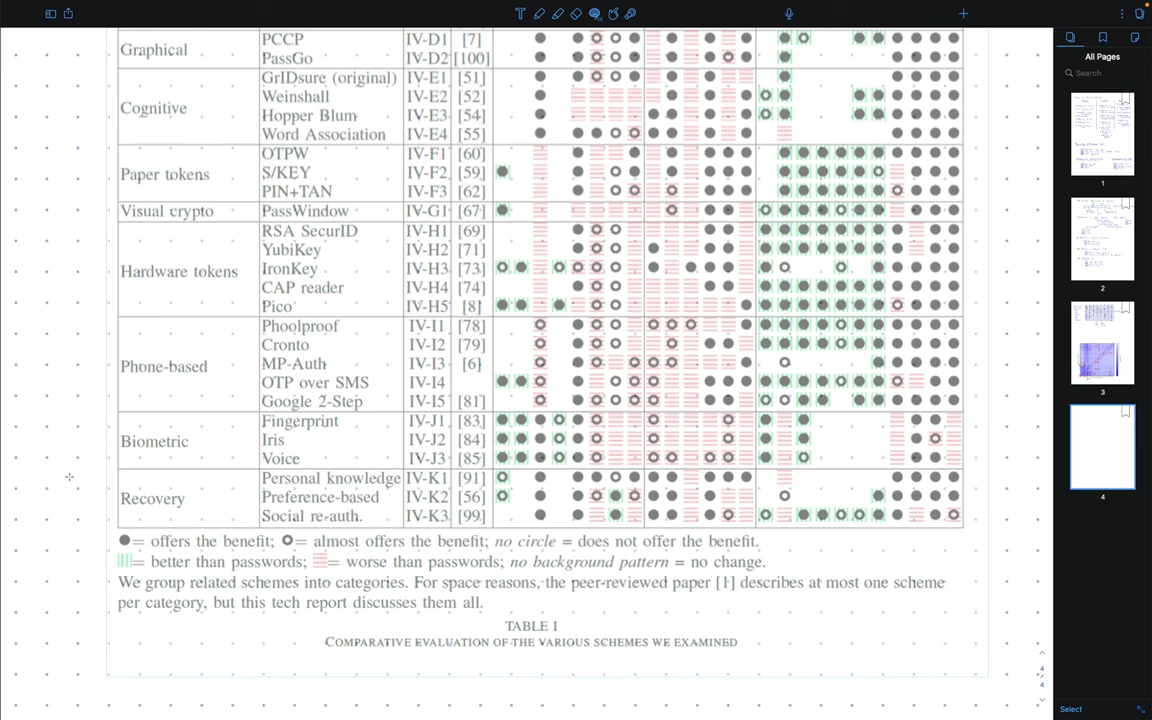 All Pages
Search
Graphical PCCP IV-D1 [7]
PassGo IV-D2 [100]
Cognitive GrIDsure (original) IV-E1 [51]
Weinshall IV-E2 [52]
Hopper Blum IV-E3 [54]
Word Association IV-E4 [55]
Paper tokens OTPW IV-F1 [60]
S/KEY IV-F2 [59]
PIN+TAN IV-F3 [62]
Visual crypto PassWindow IV-G1 [67]
Hardware tokens RSA SecurID IV-H1 [69]
YubiKey IV-H2 [71]
IronKey IV-H3 [73]
CAP reader IV-H4 [74]
Pico IV-H5 [8]
Phone-based Phoolproof IV-I1 [78]
Cronto IV-I2 [79]
MP-Auth IV-I3 [6]
OTP over SMS IV-I4
Google 2-Step IV-I5 [81]
Biometric Fingerprint IV-J1 [83]
Iris IV-J2 [84]
Voice IV-J3 [85]
Recovery Personal knowledge IV-K1 [91]
Preference-based IV-K2 [56]
Social re-auth. IV-K3 [99]
= offers the benefit; = almost offers the benefit; no circle = does not offer the benefit.
= better than passwords; = worse than passwords; no background pattern = no change.
We group related schemes into categories. For space reasons, the peer-reviewed paper [1] describes at most one scheme
per category, but this tech report discusses them all.
TABLE I
COMPARATIVE EVALUATION OF THE VARIOUS SCHEMES WE EXAMINED
4
/
4
1
2
3
4
Select